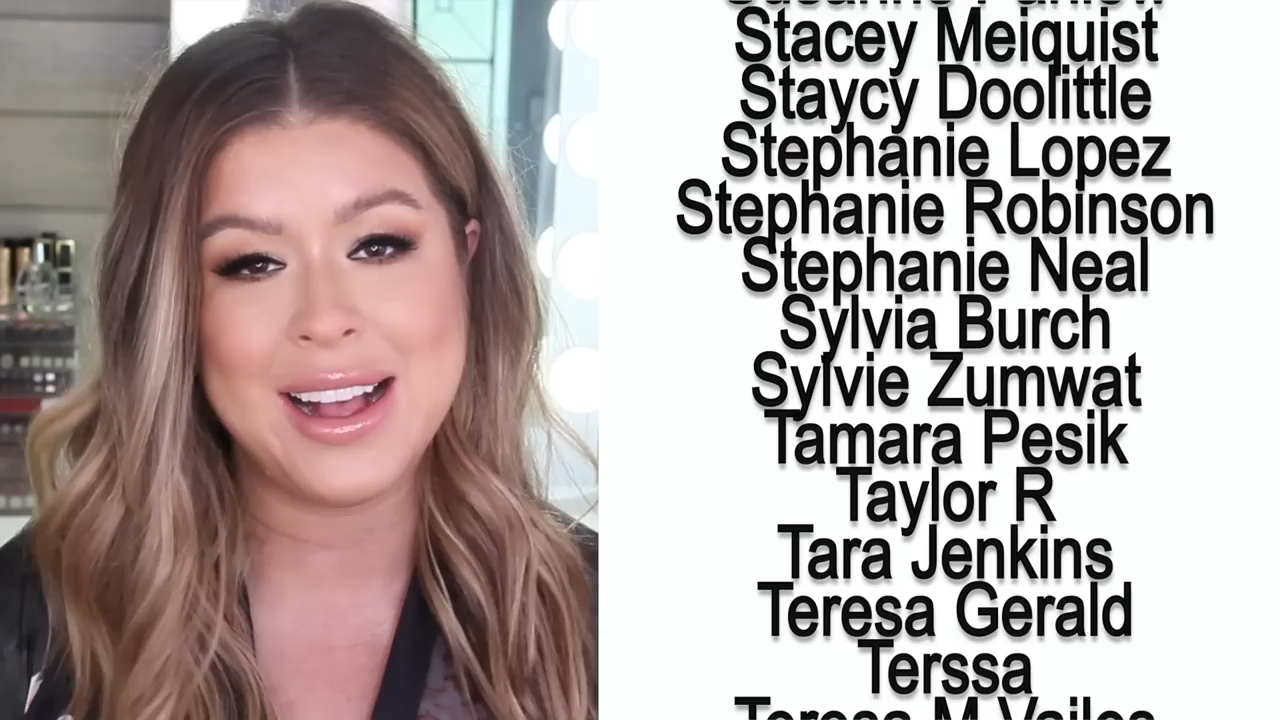 Stacey Meiquist
Staycy Doolittle
Stephanie Lopez
Stephanie Robinson
Stephanie Neal
Sylvia Burch
Sylvie Zumwat
Tamara Pesik
Taylor R
Tara Jenkins
Teresa Gerald
Terssa
Teresa M